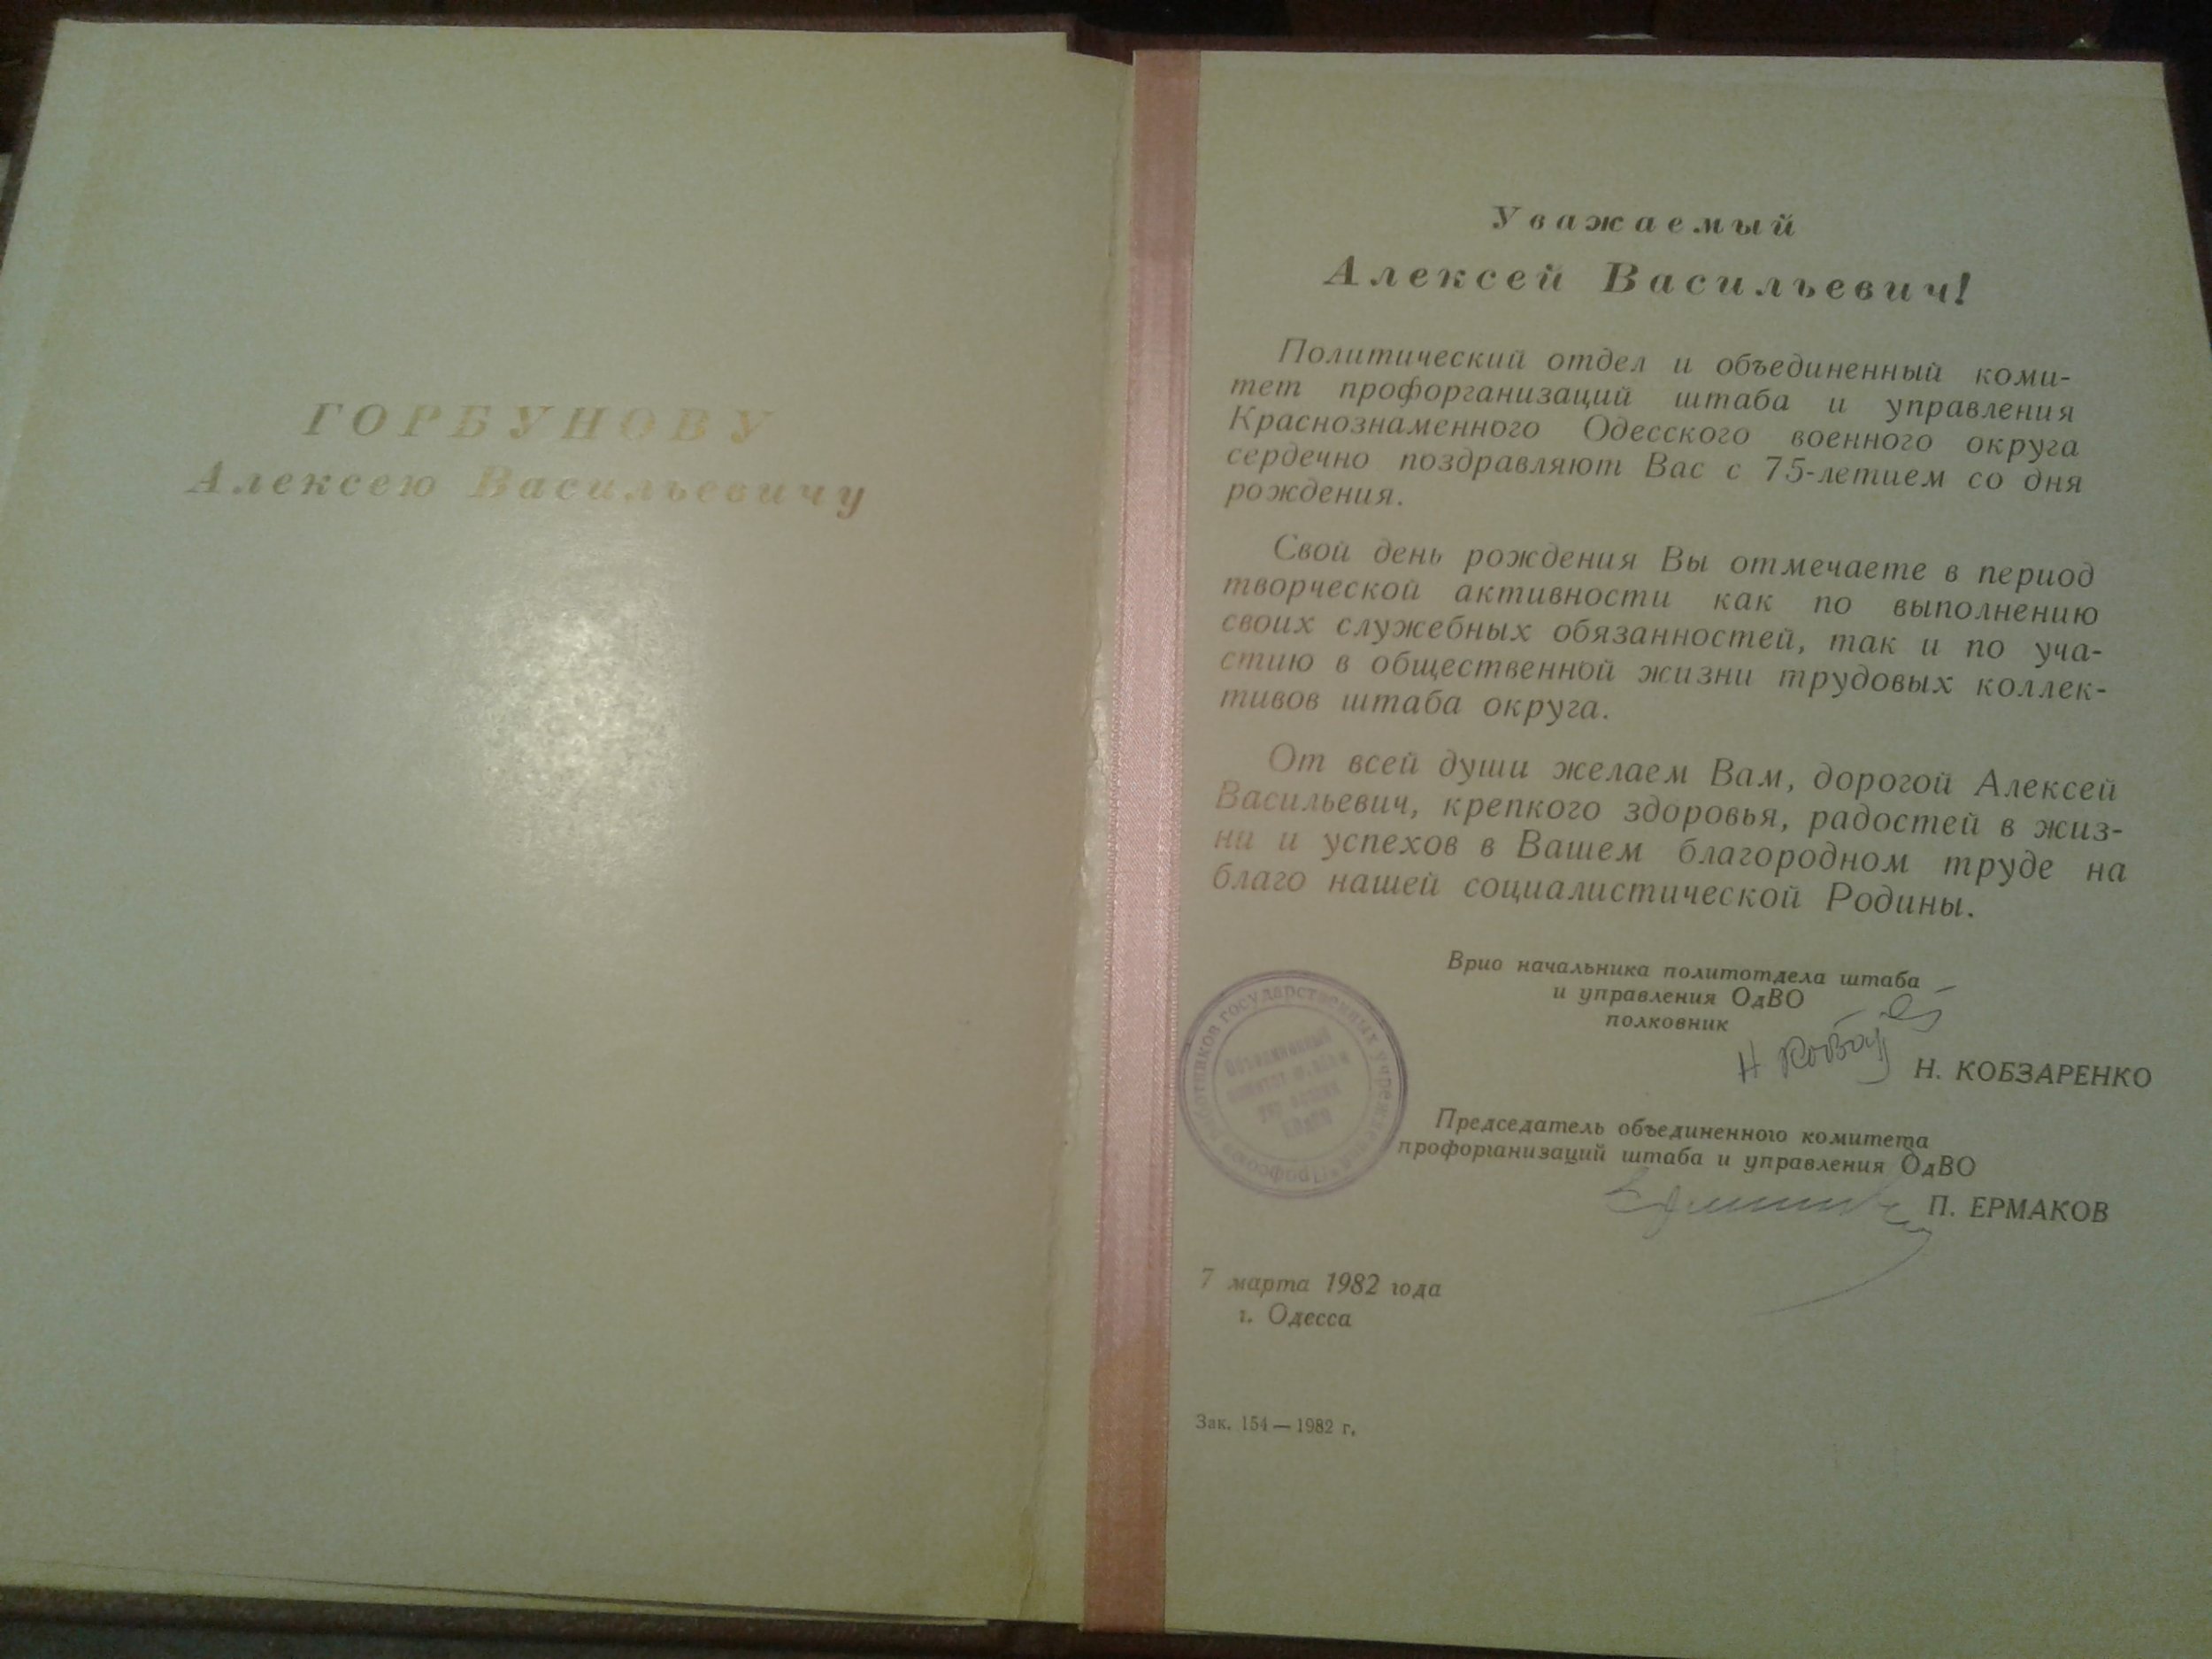 ГОРБУНОВУ
Алексею Васильевичу
Уважаемый
Алексей Васильевич!
Политический отдел и объединенный коми-
тет профорганизаций штаба и управления
Краснознаменного Одесского военного округа
сердечно поздравляют Вас с 75-летием со дня
рождения.
Свой день рождения Вы отмечаете в период
творческой активности как по выполнению
своих служебных обязанностей, так и по уча-
стию в общественной жизни трудовых коллек-
тивов штаба округа.
От всей души желаем Вам, дорогой Алексей
Васильевич, крепкого здоровья, радостей в жиз-
ни и успехов в Вашем благородном труде на
благо нашей социалистической Родины.
Врио начальника политотдела штаба
и управления ОдВО
полковник
Н. КОБЗАРЕНКО
Председатель объединенного комитета
профорганизаций штаба и управления ОдВО
П. ЕРМАКОВ
Профсоюз работников государственных учреждений
Объединенный
7 марта 1982 года
г. Одесса
Зак. 154 — 1982 г.